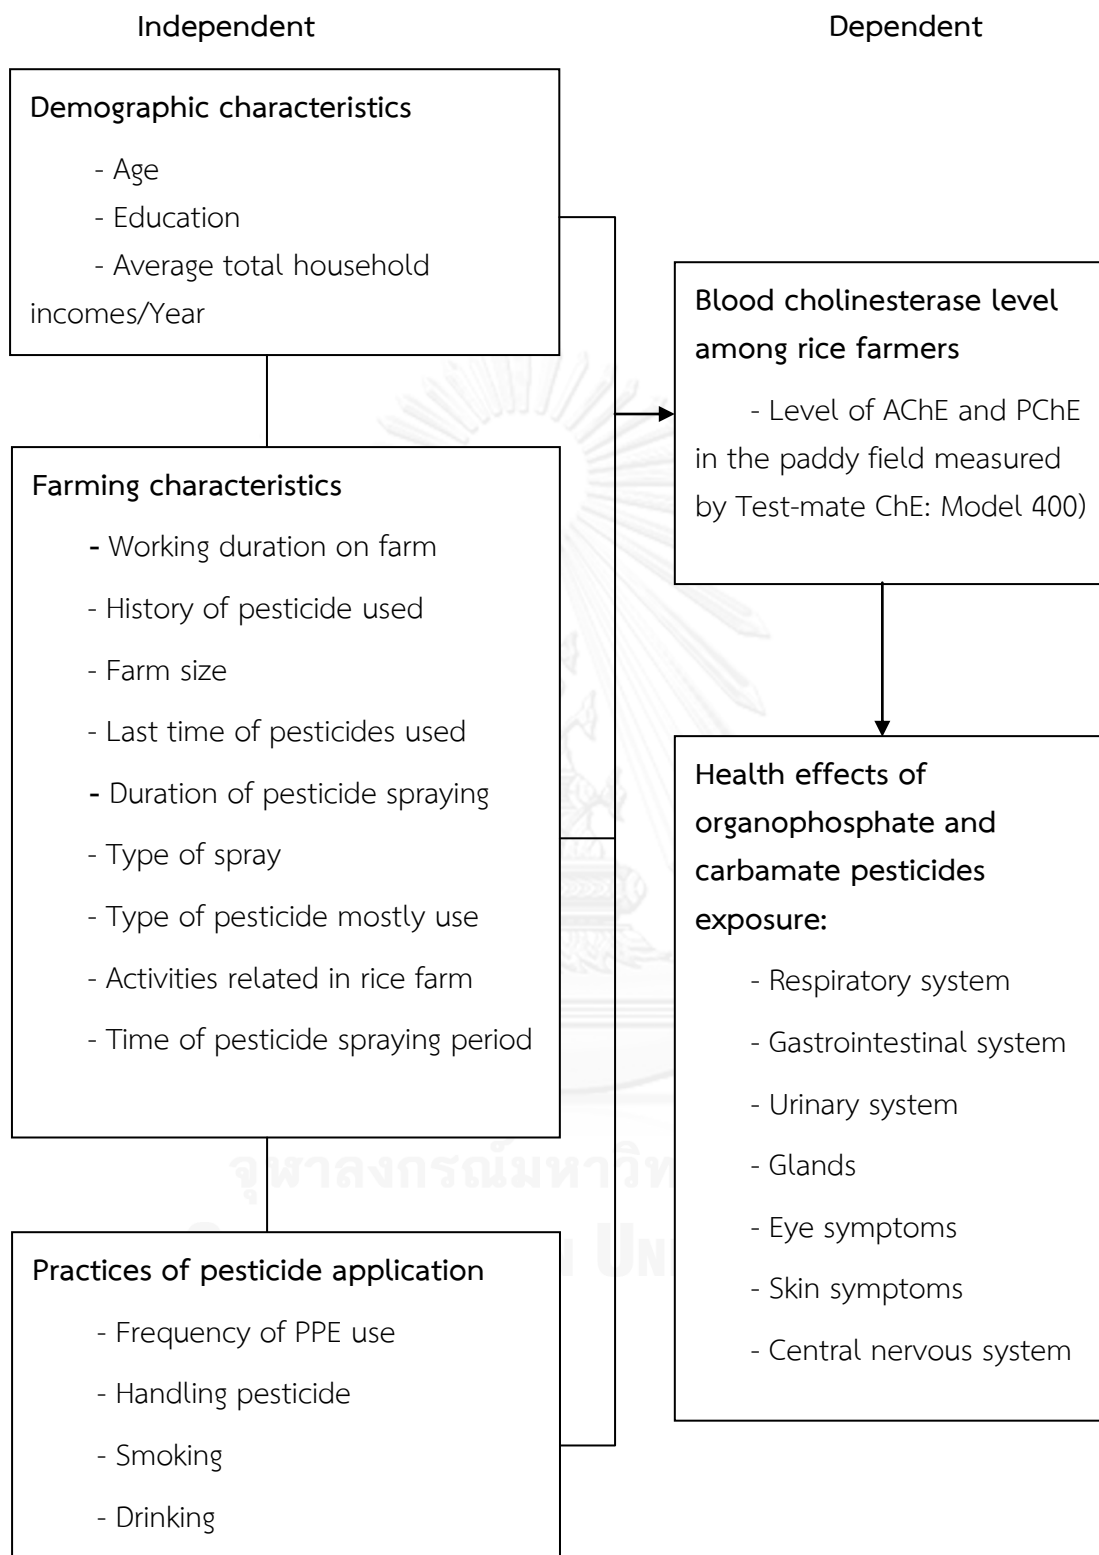 Independent
Dependent
Demographic characteristics
- Age
- Education
- Average total household
incomes/Year
Farming characteristics
- Working duration on farm
- History of pesticide used
- Farm size
- Last time of pesticides used
- Duration of pesticide spraying
- Type of spray
- Type of pesticide mostly use
- Activities related in rice farm
- Time of pesticide spraying period
Practices of pesticide application
- Frequency of PPE use
- Handling pesticide
- Smoking
- Drinking
Blood cholinesterase level
among rice farmers
- Level of AChE and PChE
in the paddy field measured
by Test-mate ChE: Model 400)
Health effects of
organophosphate and
carbamate pesticides
exposure:
- Respiratory system
- Gastrointestinal system
- Urinary system
- Glands
- Eye symptoms
- Skin symptoms
- Central nervous system